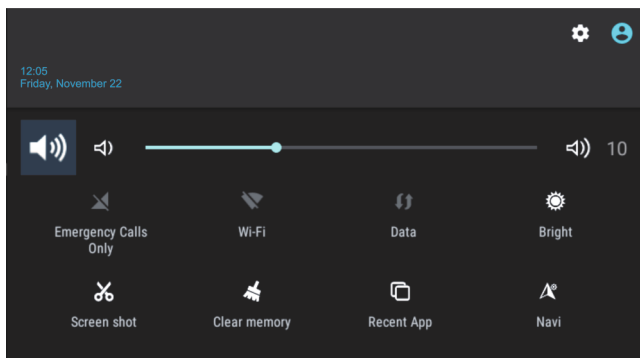 12:05
Friday, November 22
10
Emergency Calls
Only
Wi-Fi
Data
Bright
Screen shot
Clear memory
Recent App
Navi